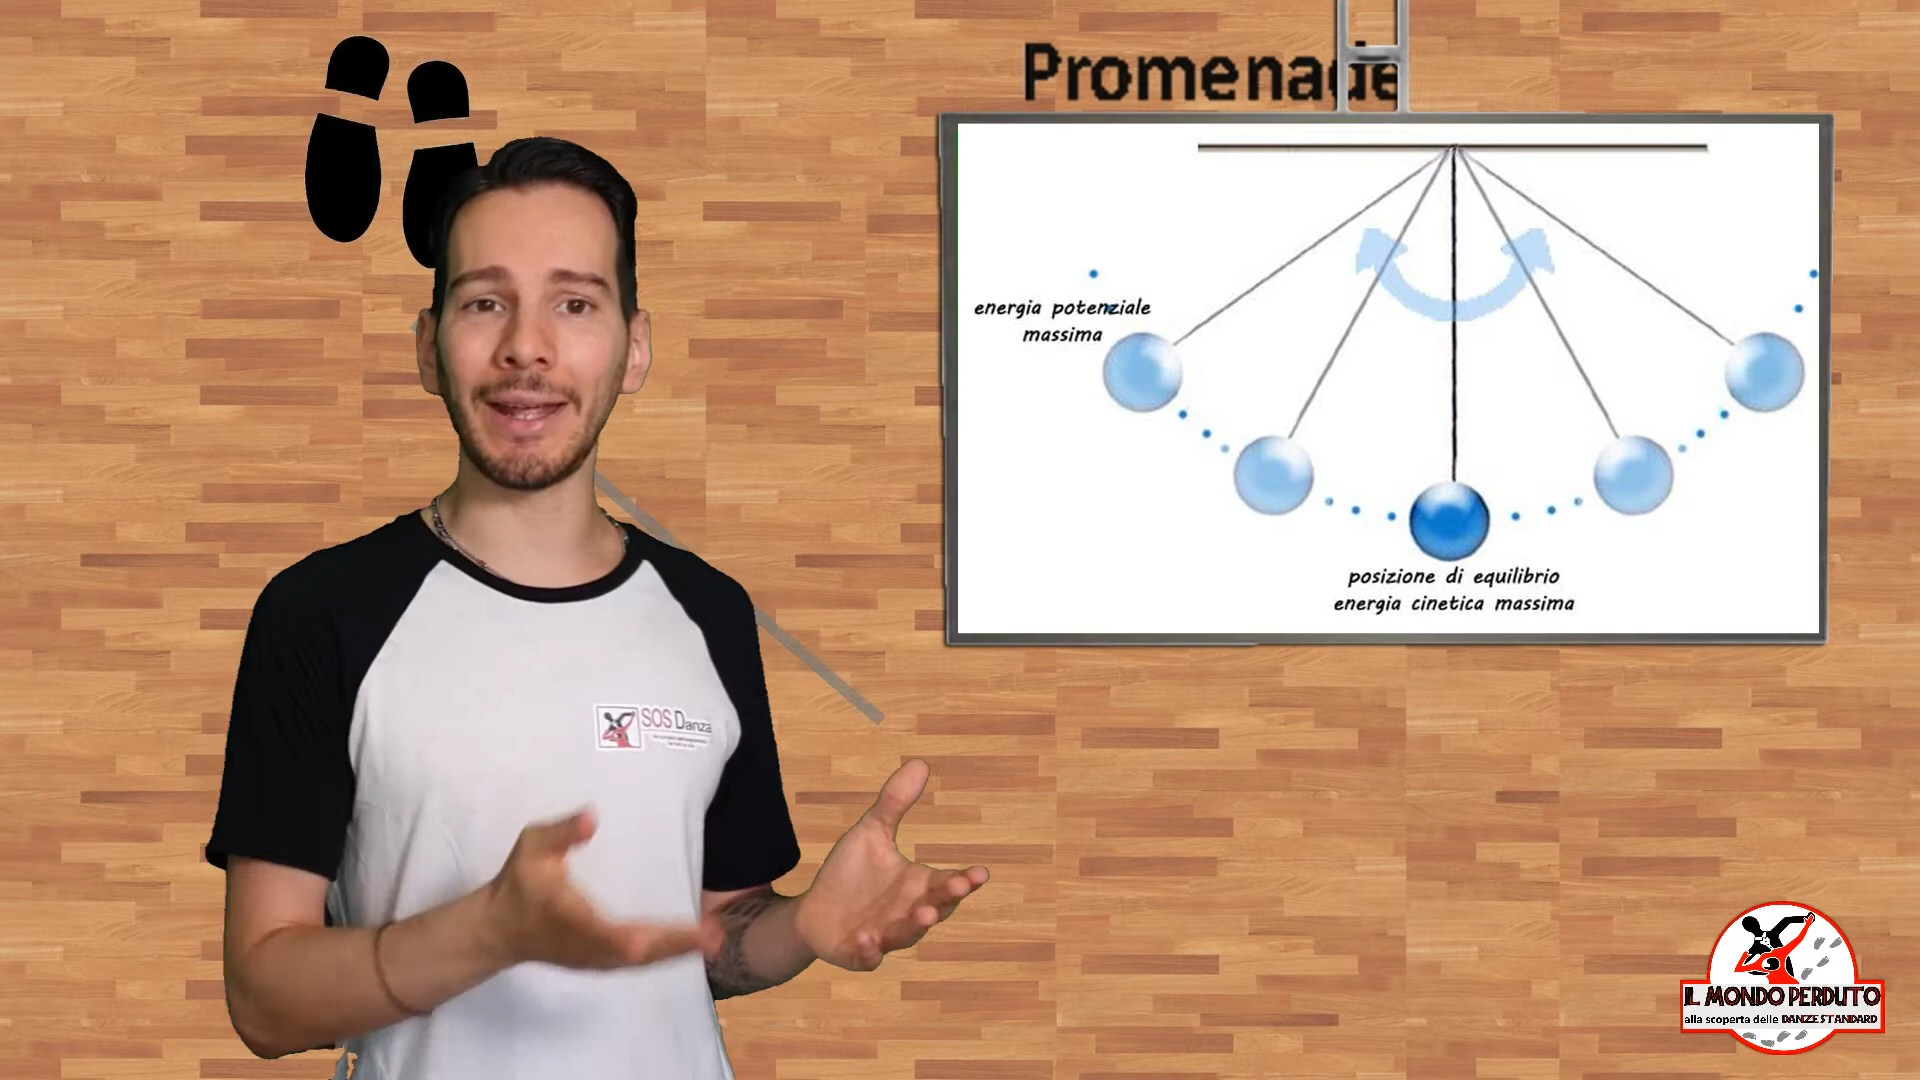 Promenade
energia potenziale
massima
posizione di equilibrio
energia cinetica massima
SOS Danza
IL MONDO PERDUTO
alla scoperta delle DANZE STANDARD